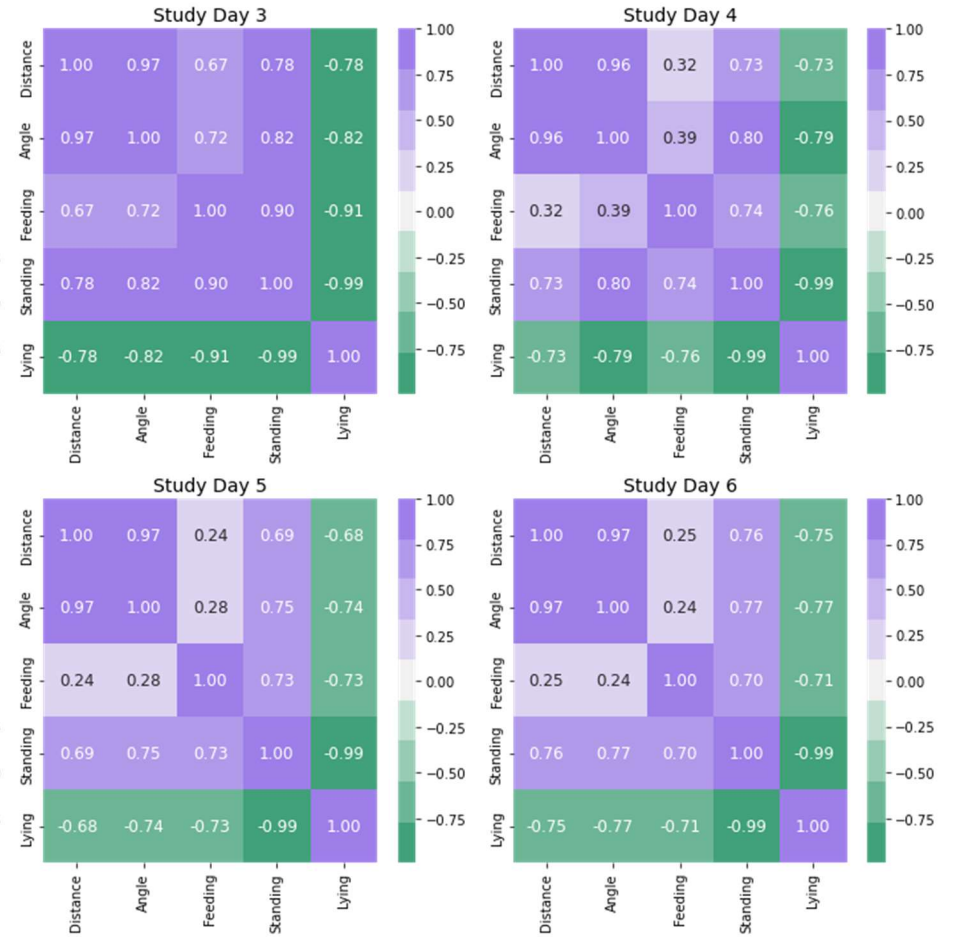 Study Day 3
Distance 1.00 0.97 0.67 0.78 -0.78
Angle 0.97 1.00 0.72 0.82 -0.82
Feeding 0.67 0.72 1.00 0.90 -0.91
Standing 0.78 0.82 0.90 1.00 -0.99
Lying -0.78 -0.82 -0.91 -0.99 1.00
Distance Angle Feeding Standing Lying
1.00
0.75
0.50
0.25
0.00
−0.25
−0.50
−0.75
Study Day 4
Distance 1.00 0.96 0.32 0.73 -0.73
Angle 0.96 1.00 0.39 0.80 -0.79
Feeding 0.32 0.39 1.00 0.74 -0.76
Standing 0.73 0.80 0.74 1.00 -0.99
Lying -0.73 -0.79 -0.76 -0.99 1.00
Distance Angle Feeding Standing Lying
1.00
0.75
0.50
0.25
0.00
−0.25
−0.50
−0.75
Study Day 5
Distance 1.00 0.97 0.24 0.69 -0.68
Angle 0.97 1.00 0.28 0.75 -0.74
Feeding 0.24 0.28 1.00 0.73 -0.73
Standing 0.69 0.75 0.73 1.00 -0.99
Lying -0.68 -0.74 -0.73 -0.99 1.00
Distance Angle Feeding Standing Lying
1.00
0.75
0.50
0.25
0.00
−0.25
−0.50
−0.75
Study Day 6
Distance 1.00 0.97 0.25 0.76 -0.75
Angle 0.97 1.00 0.24 0.77 -0.77
Feeding 0.25 0.24 1.00 0.70 -0.71
Standing 0.76 0.77 0.70 1.00 -0.99
Lying -0.75 -0.77 -0.71 -0.99 1.00
Distance Angle Feeding Standing Lying
1.00
0.75
0.50
0.25
0.00
−0.25
−0.50
−0.75